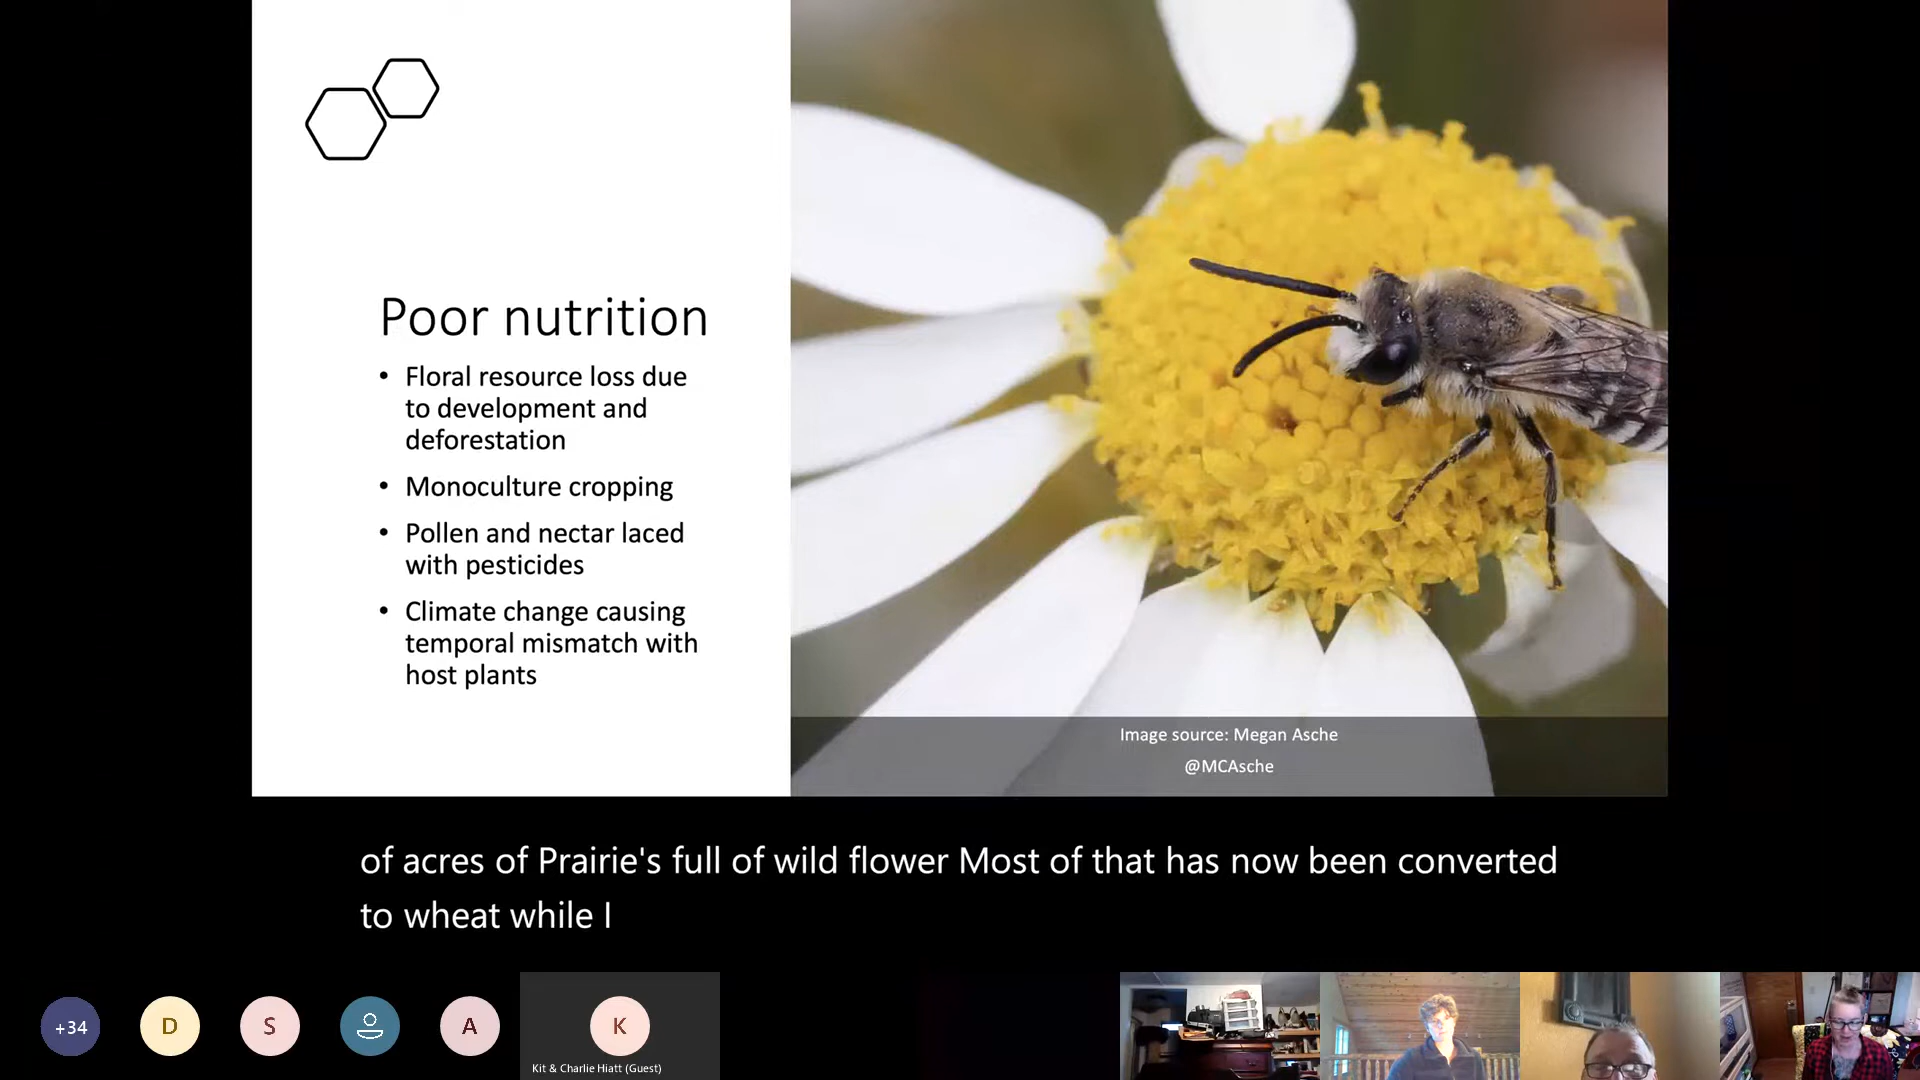 Poor nutrition
• Floral resource loss due
to development and
deforestation
• Monoculture cropping
• Pollen and nectar laced
with pesticides
• Climate change causing
temporal mismatch with
host plants
Image source: Megan Asche
@MCAsche
of acres of Prairie's full of wild flower Most of that has now been converted
to wheat while I
+34
D
S
A
K
Kit & Charlie Hiatt (Guest)